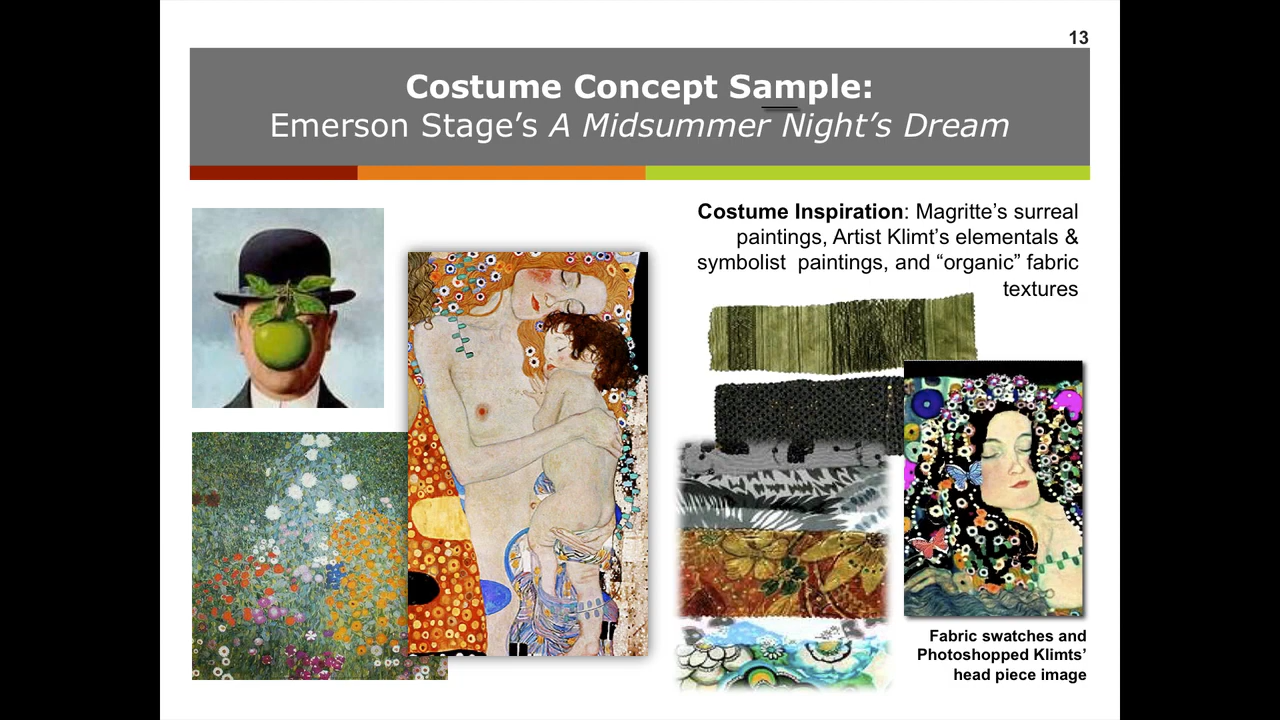 13
Costume Concept Sample:
Emerson Stage’s A Midsummer Night’s Dream
Costume Inspiration: Magritte’s surreal
paintings, Artist Klimt’s elementals &
symbolist  paintings, and “organic” fabric
textures
Fabric swatches and
Photoshopped Klimts’
head piece image